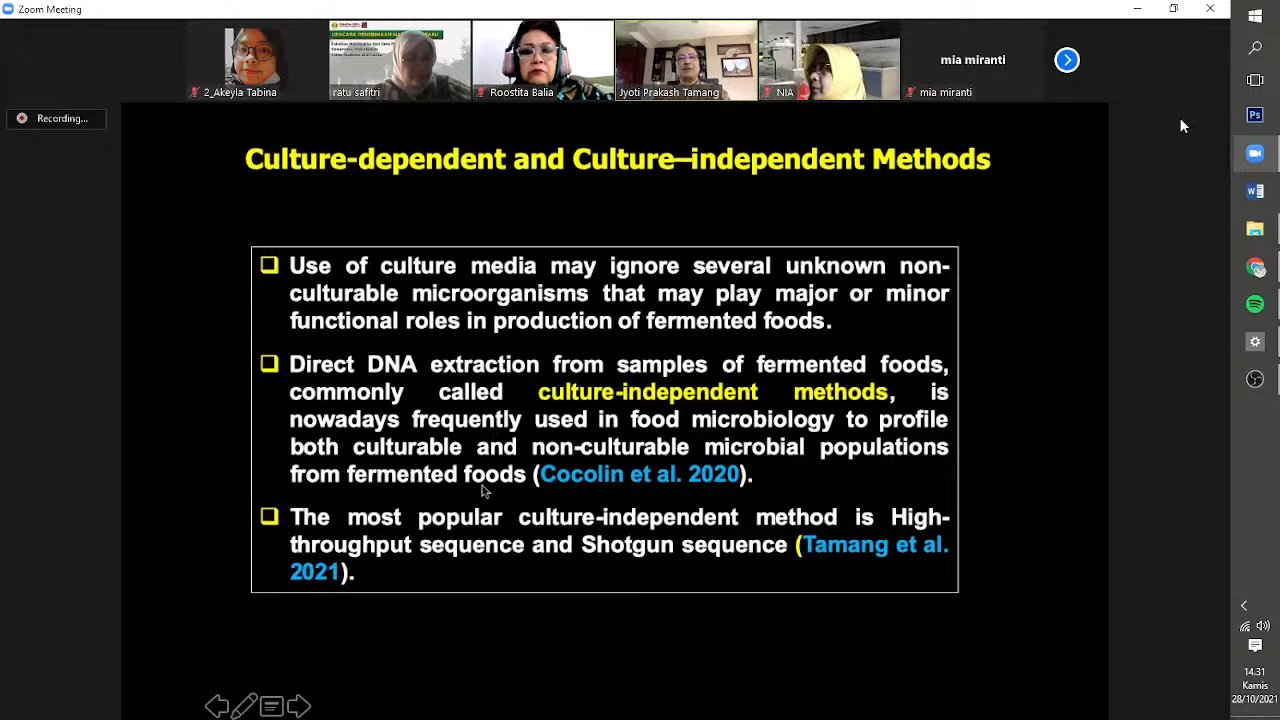 Zoom Meeting
2_Akeyla Tabina
ratu safitri
Roostita Balia
Jyoti Prakash Tamang
NIA
mia miranti
mia miranti
Recording...
Culture-dependent and Culture–independent Methods
Use of culture media may ignore several unknown non-
culturable microorganisms that may play major or minor
functional roles in production of fermented foods.
Direct DNA extraction from samples of fermented foods,
commonly called culture-independent methods, is
nowadays frequently used in food microbiology to profile
both culturable and non-culturable microbial populations
from fermented foods (Cocolin et al. 2020).
The most popular culture-independent method is High-
throughput sequence and Shotgun sequence (Tamang et al.
2021).
Ps
14.31
Kamis
28/10/2021